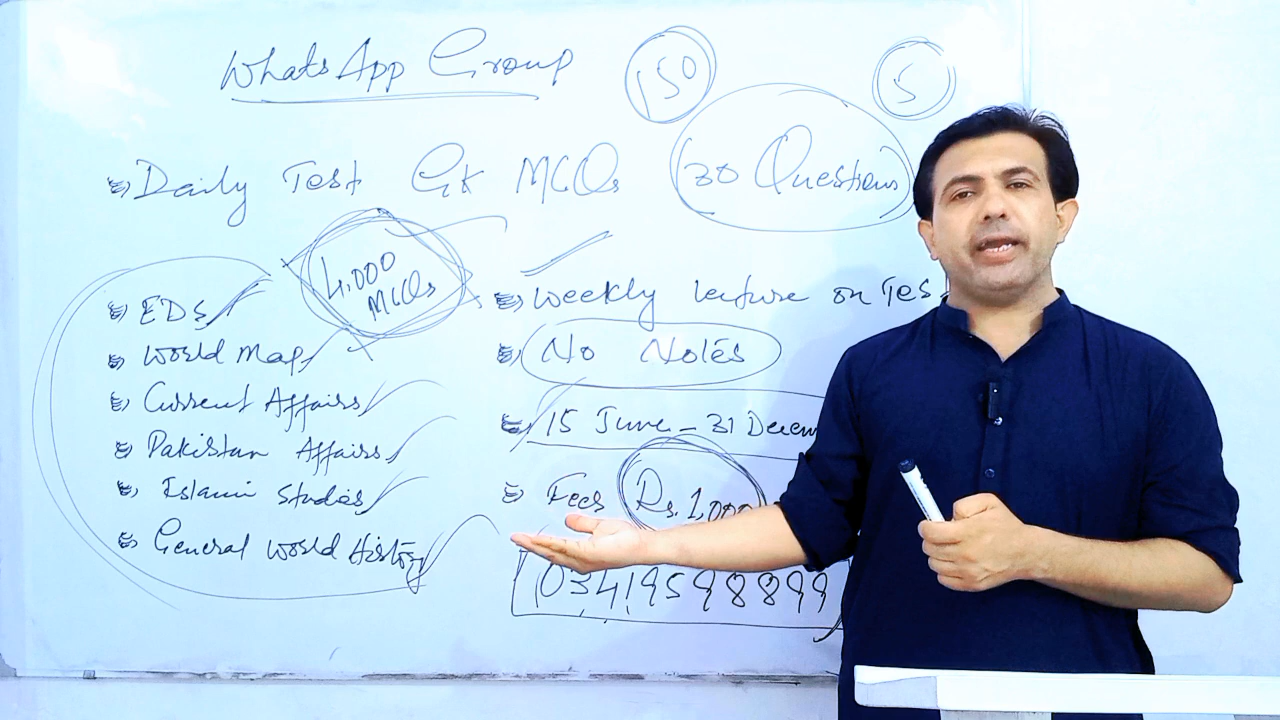 WhatsApp Group
150
5
Daily Test GK MCQs (30 Questions)
4,000
MCQs
EDS
World Map
Current Affairs
Pakistan Affairs
Islamic Studies
General World History
Weekly lecture on Tes
No Notes
15 June - 31 Decem
Fees Rs. 1,000
03419598899